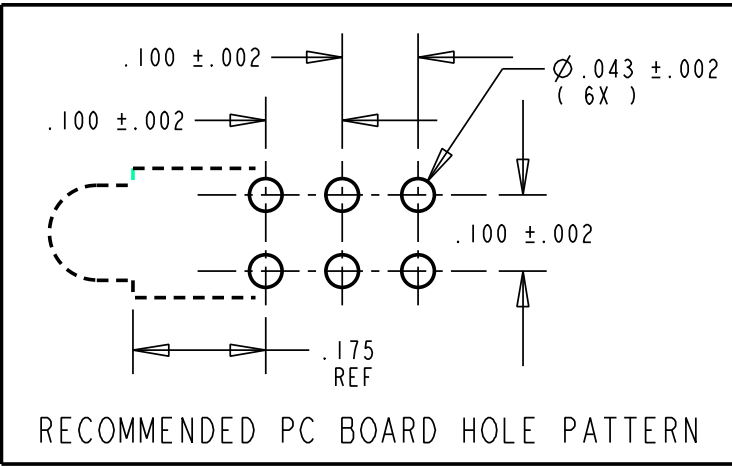 .100 ±.002
Ø .043 ±.002
( 6X )
.100 ±.002
.100 ±.002
.175
REF
RECOMMENDED PC BOARD HOLE PATTERN